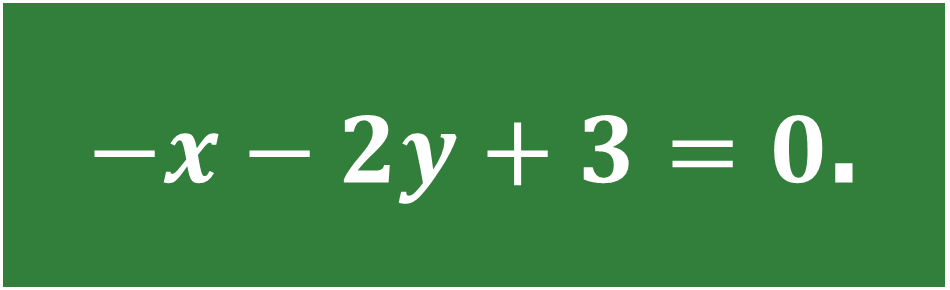 −x − 2y + 3 = 0.